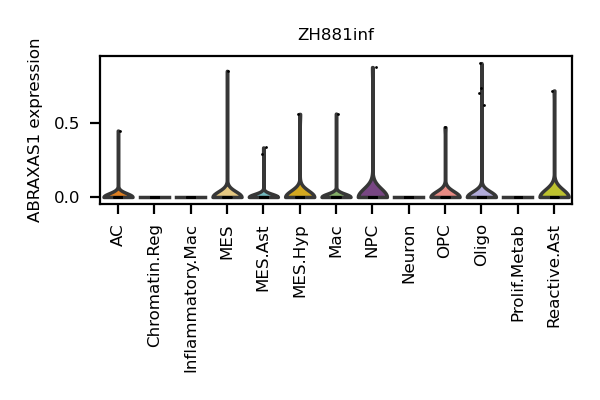 ZH881inf
ABRAXAS1 expression
0.5
0.0
AC
Chromatin.Reg
Inflammatory.Mac
MES
MES.Ast
MES.Hyp
Mac
NPC
Neuron
OPC
Oligo
Prolif.Metab
Reactive.Ast